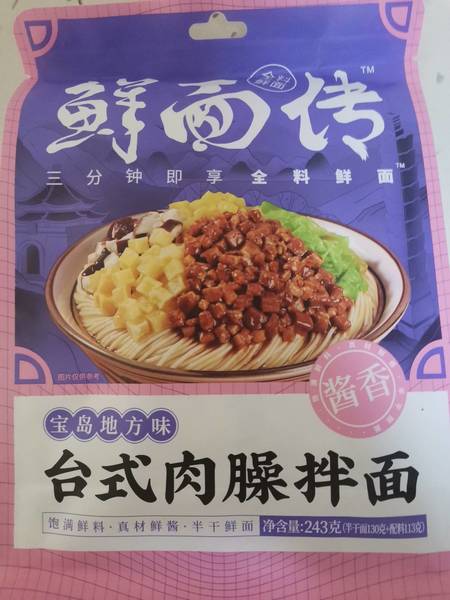 全料
鲜面
鲜面传™
三分钟即享全料鲜面™
图片仅供参考
酱香
宝岛地方味
台式肉臊拌面
饱满鲜料·真材鲜酱·半干鲜面
净含量:243克(半干面130克+配料113克)